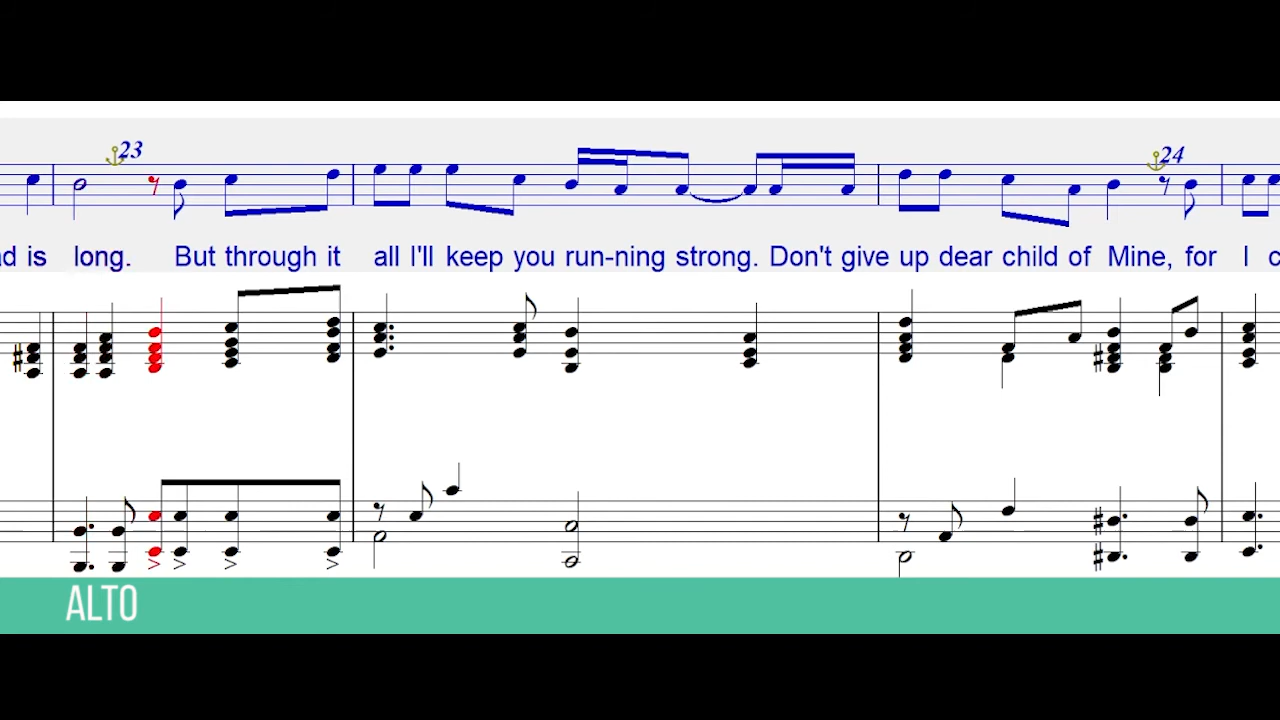 23 24
ad is long. But through it all I'll keep you run-ning strong. Don't give up dear child of Mine, for I
ALTO